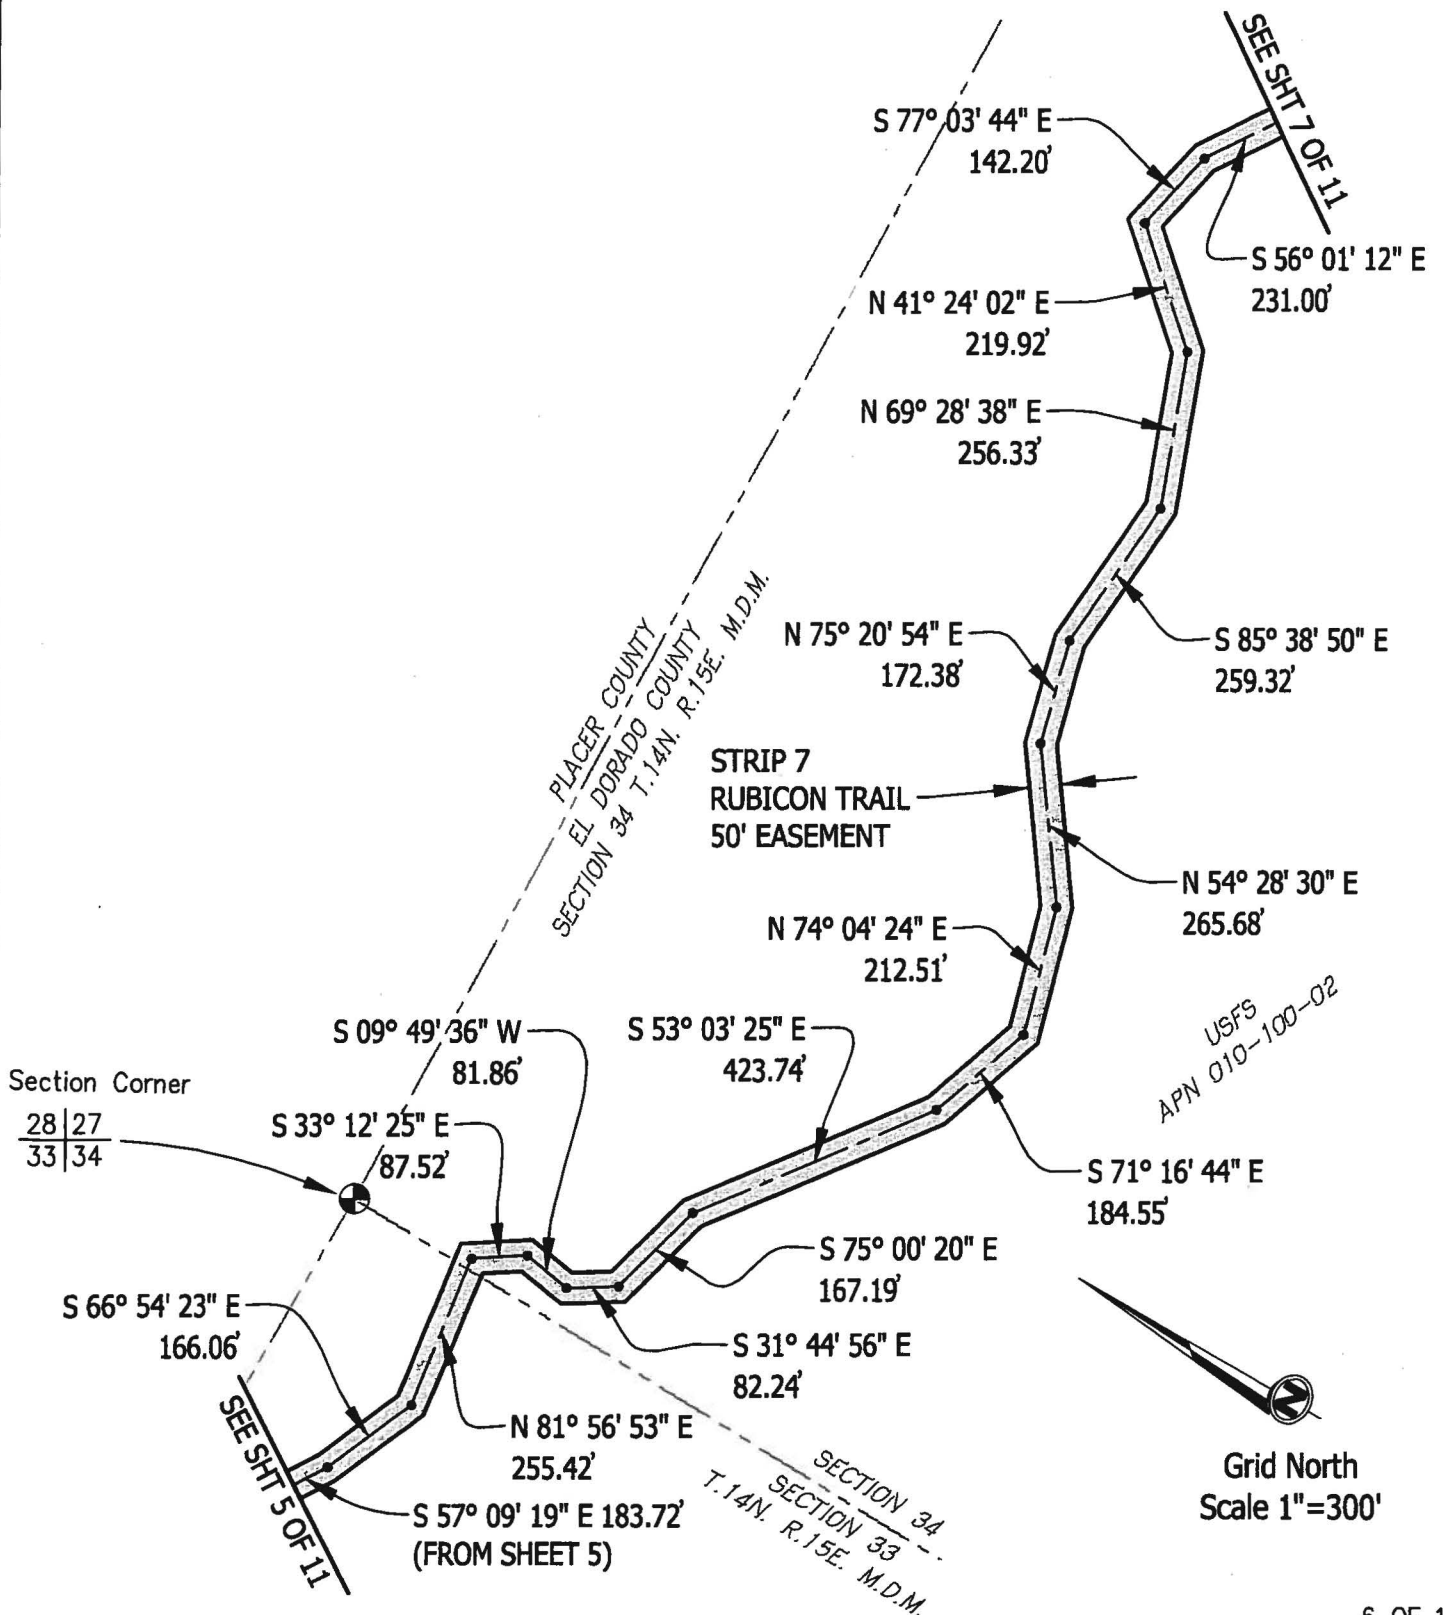 SEE SHT 7 OF 11
S 77° 03' 44" E
142.20'
S 56° 01' 12" E
231.00'
N 41° 24' 02" E
219.92'
N 69° 28' 38" E
256.33'
S 85° 38' 50" E
259.32'
N 75° 20' 54" E
172.38'
PLACER COUNTY
EL DORADO COUNTY
SECTION 34 T.14N. R.15E. M.D.M.
STRIP 7
RUBICON TRAIL
50' EASEMENT
N 54° 28' 30" E
265.68'
N 74° 04' 24" E
212.51'
USFS
APN 010-100-02
S 09° 49' 36" W
81.86'
S 53° 03' 25" E
423.74'
Section Corner
28 27
33 34
S 33° 12' 25" E
87.52'
S 71° 16' 44" E
184.55'
S 75° 00' 20" E
167.19'
S 66° 54' 23" E
166.06'
S 31° 44' 56" E
82.24'
N 81° 56' 53" E
255.42'
SEE SHT 5 OF 11
S 57° 09' 19" E 183.72'
(FROM SHEET 5)
SECTION 34
SECTION 33
T.14N. R.15E. M.D.M.
N
Grid North
Scale 1"=300'